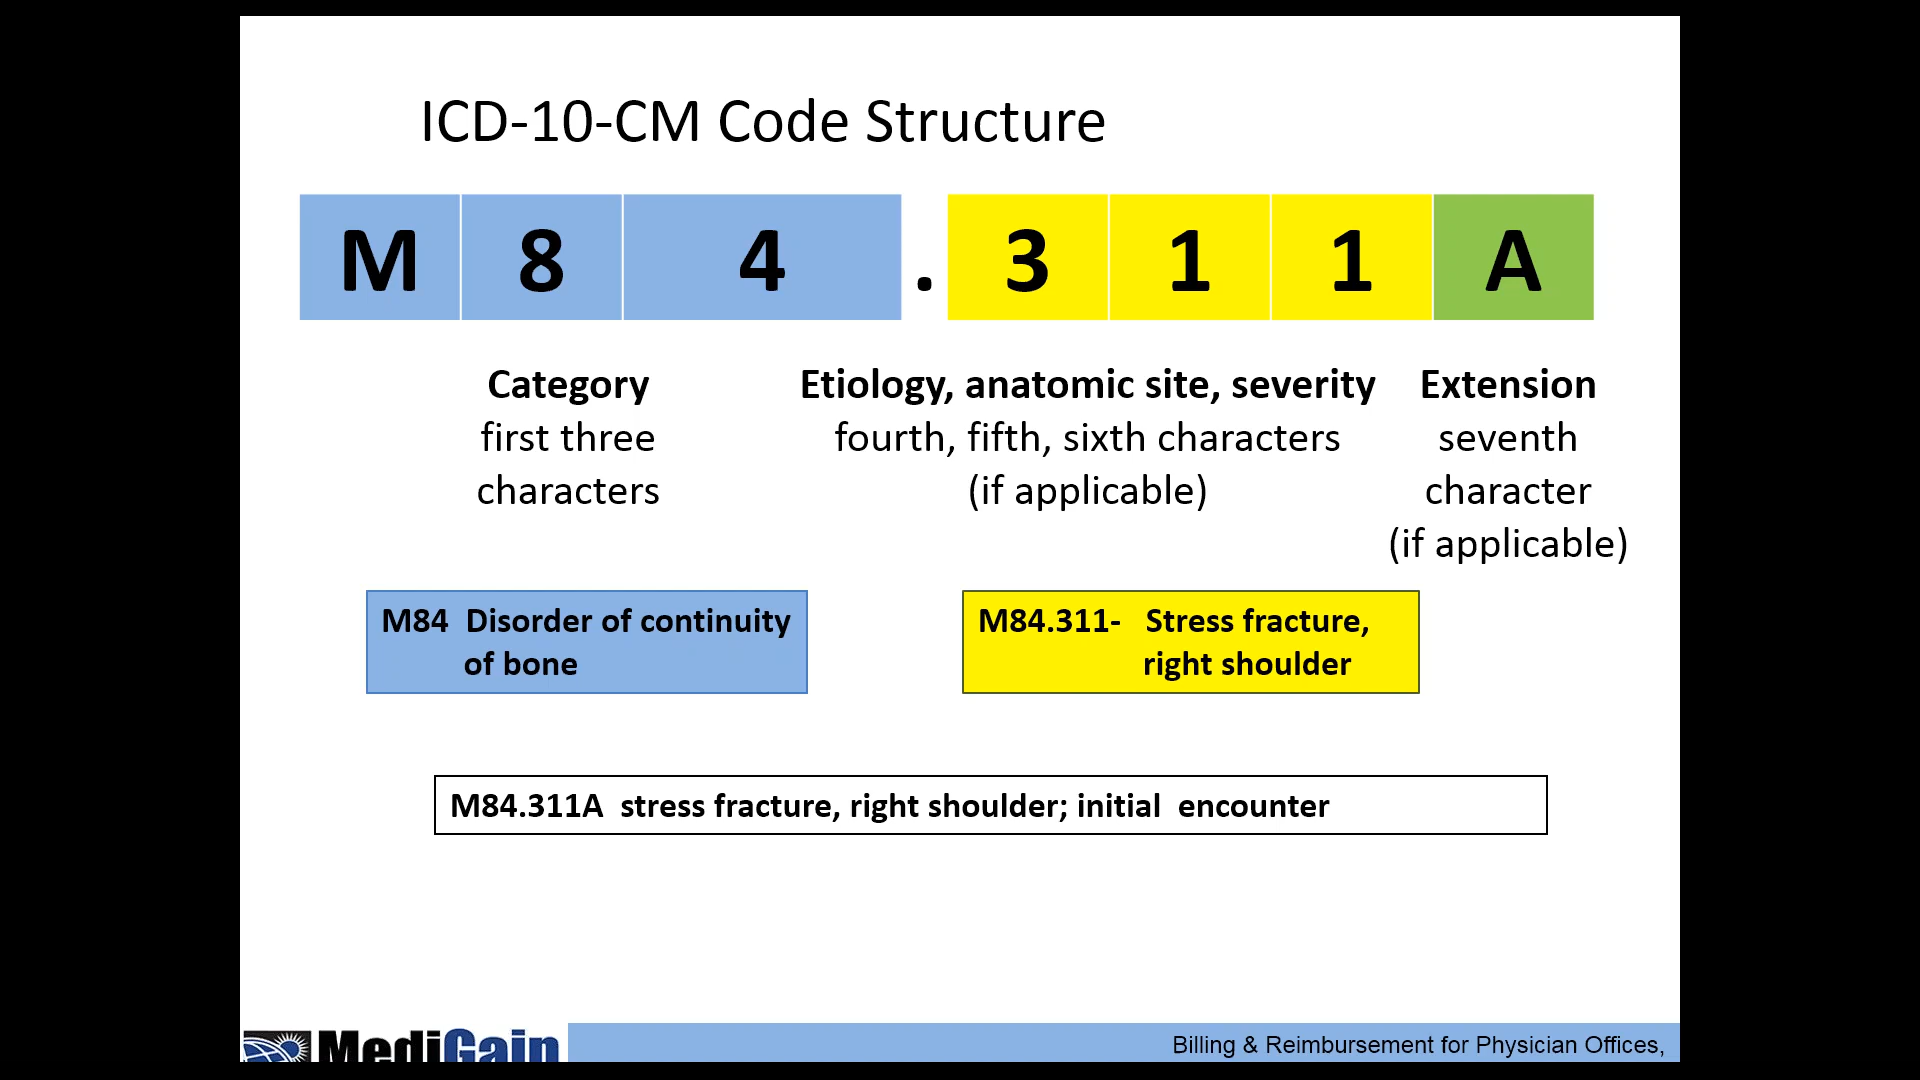 ICD-10-CM Code Structure
M 8 4 . 3 1 1 A
Category
first three
characters
Etiology, anatomic site, severity
fourth, fifth, sixth characters
(if applicable)
Extension
seventh
character
(if applicable)
M84 Disorder of continuity
of bone
M84.311- Stress fracture,
right shoulder
M84.311A stress fracture, right shoulder; initial encounter
MediGain
Billing & Reimbursement for Physician Offices,